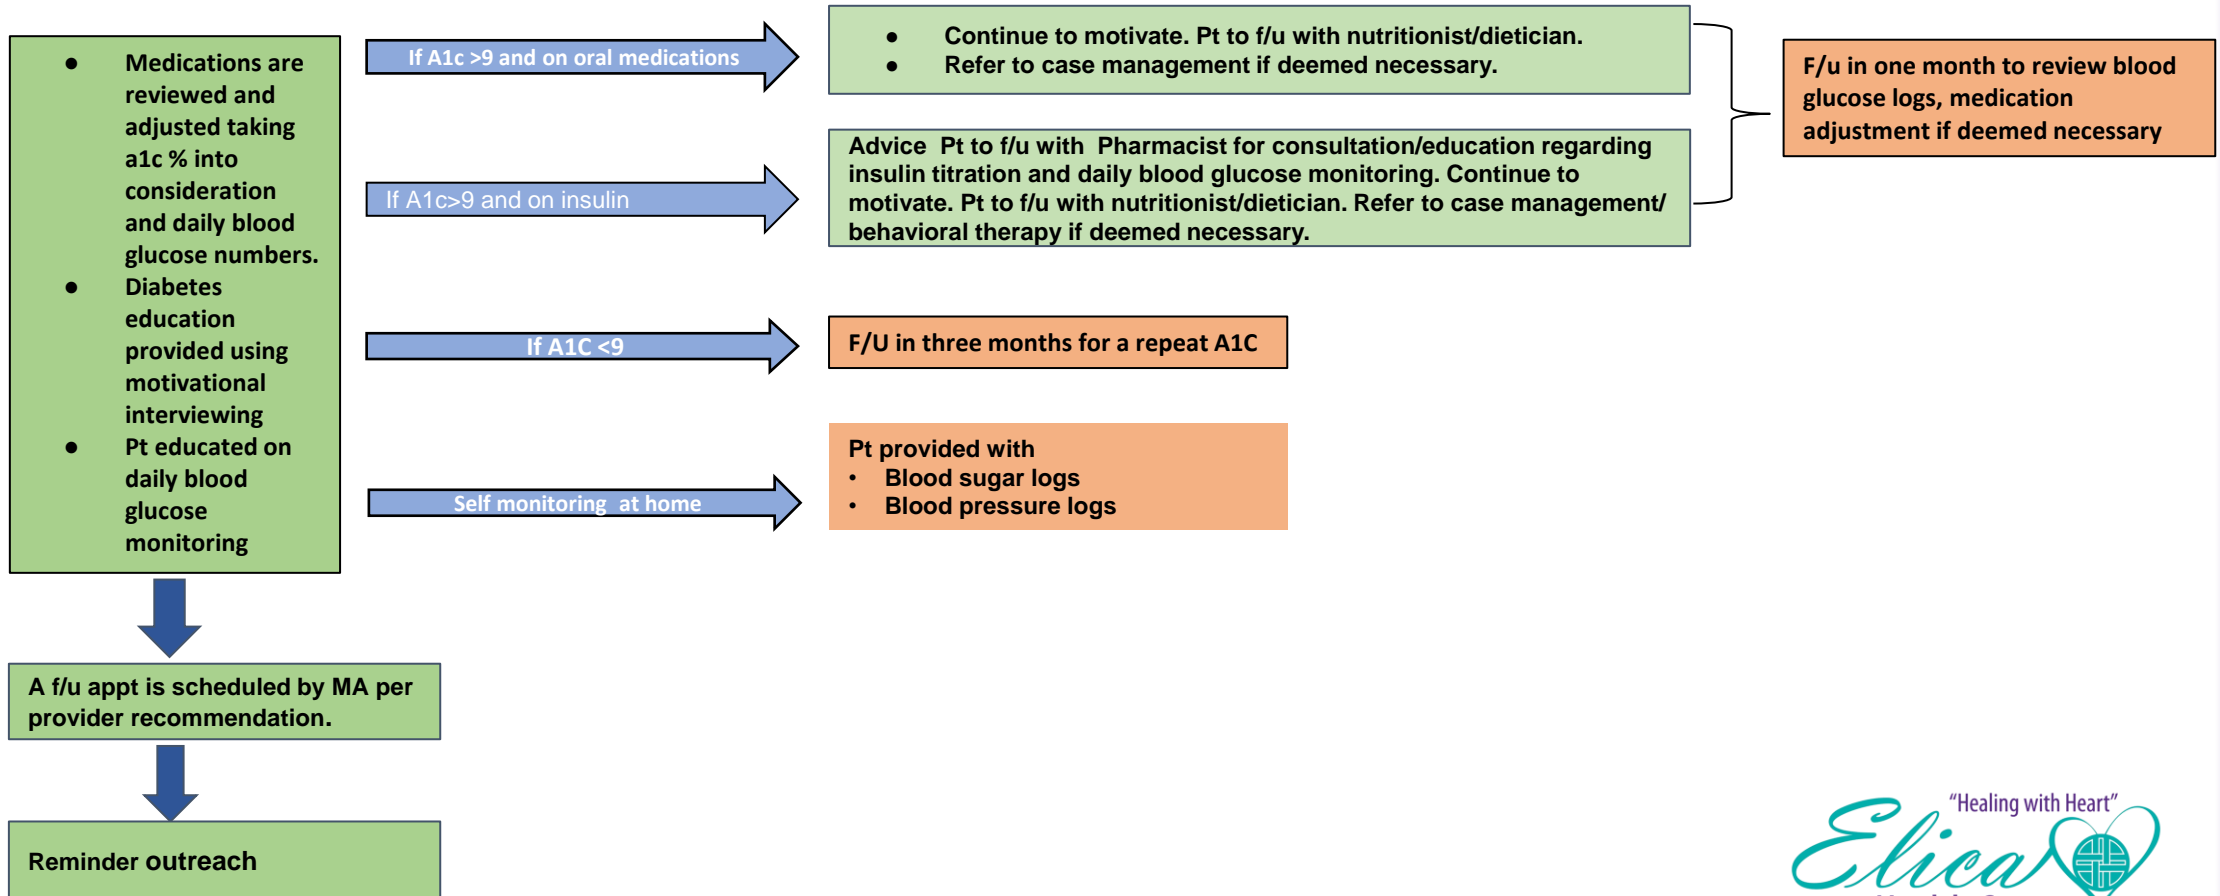 ● Medications are
reviewed and
adjusted taking
a1c % into
consideration
and daily blood
glucose numbers.
● Diabetes
education
provided using
motivational
interviewing
● Pt educated on
daily blood
glucose
monitoring
If A1c >9 and on oral medications
● Continue to motivate. Pt to f/u with nutritionist/dietician.
● Refer to case management if deemed necessary.
If A1c>9 and on insulin
Advice Pt to f/u with Pharmacist for consultation/education regarding
insulin titration and daily blood glucose monitoring. Continue to
motivate. Pt to f/u with nutritionist/dietician. Refer to case management/
behavioral therapy if deemed necessary.
F/u in one month to review blood
glucose logs, medication
adjustment if deemed necessary
If A1C <9
F/U in three months for a repeat A1C
Self monitoring at home
Pt provided with
• Blood sugar logs
• Blood pressure logs
A f/u appt is scheduled by MA per
provider recommendation.
Reminder outreach
"Healing with Heart"
Elica